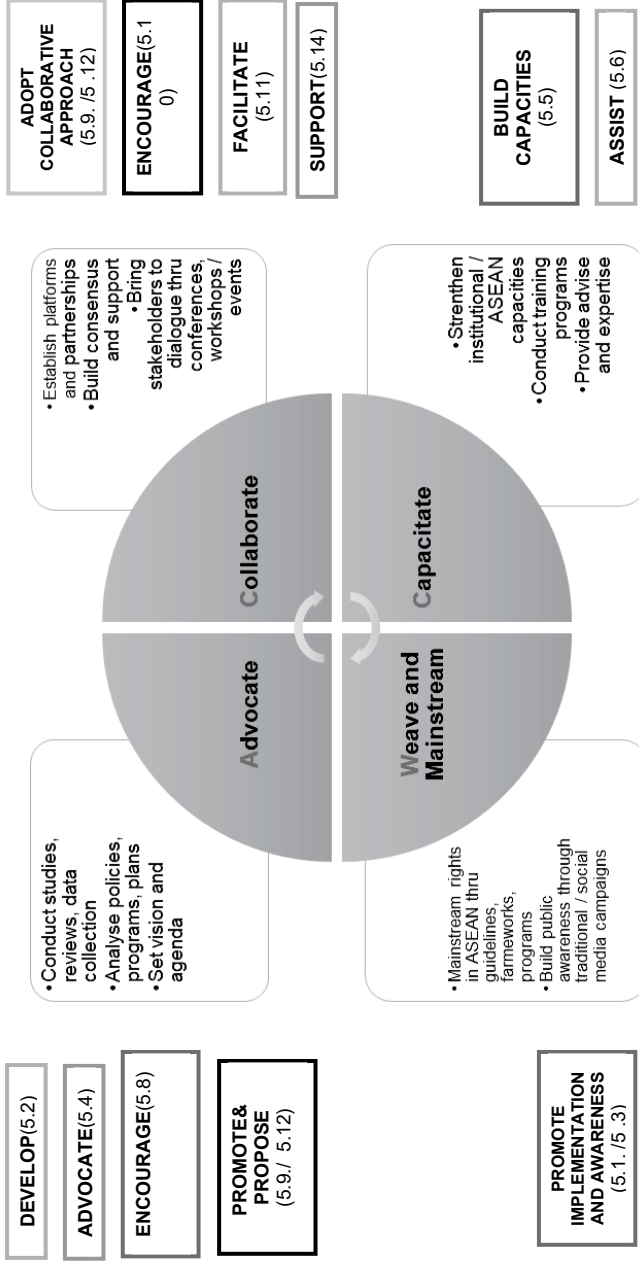 DEVELOP(5.2)
ADVOCATE(5.4)
ENCOURAGE(5.8)
PROMOTE&
PROPOSE
(5.9./ 5.12)
•Conduct studies,
reviews, data
collection
•Analyse policies,
programs, plans
•Set vision and
agenda
Advocate
Collaborate
•Establish platforms
and partnerships
•Build consensus
and support
•Bring
stakeholders to
dialogue thru
conferences,
workshops /
events
ADOPT
COLLABORATIVE
APPROACH
(5.9. /5 .12)
ENCOURAGE(5.1
0)
FACILITATE
(5.11)
SUPPORT(5.14)
PROMOTE
IMPLEMENTATION
AND AWARENESS
(5.1. /5 .3)
•Mainstream rights
in ASEAN thru
guidelines,
farmeworks,
programs
•Build public
awareness through
traditional / social
media campaigns
Weave and
Mainstream
Capacitate
•Strenthen
institutional /
ASEAN
capacities
•Conduct training
programs
•Provide advise
and expertise
BUILD
CAPACITIES
(5.5)
ASSIST (5.6)